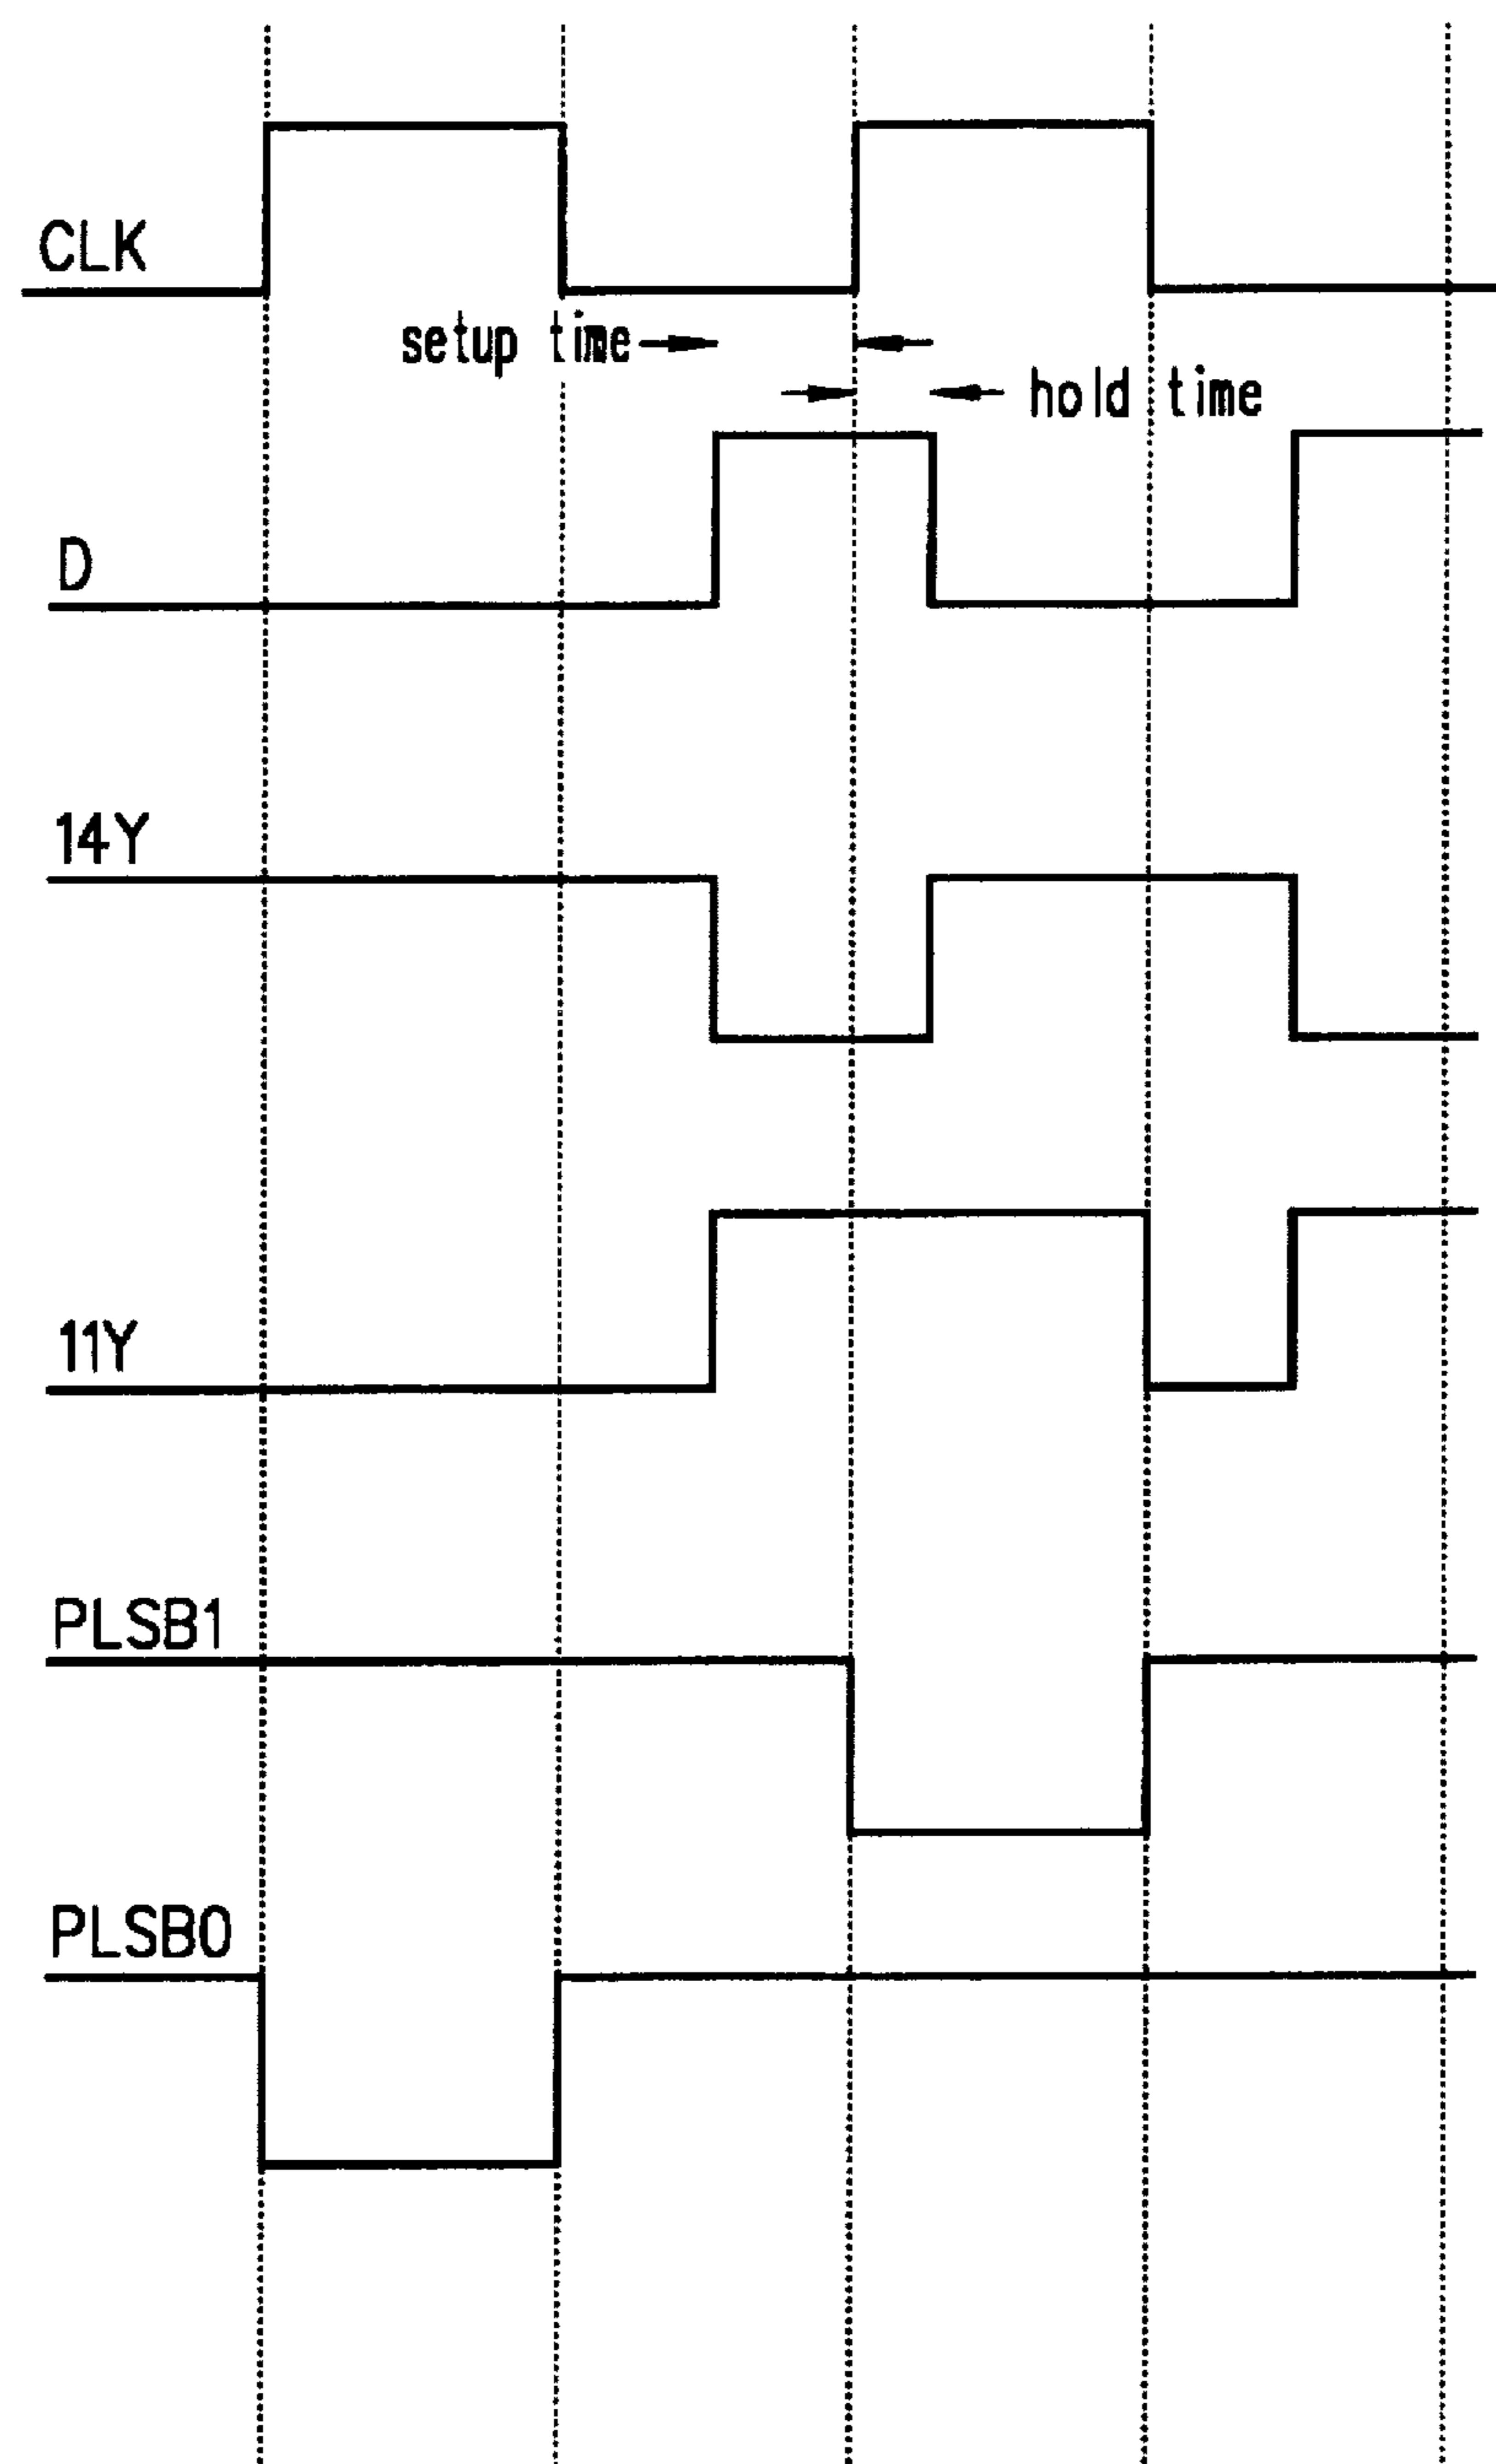 CLK
setup time
hold time
D
14Y
11Y
PLSB1
PLSB0